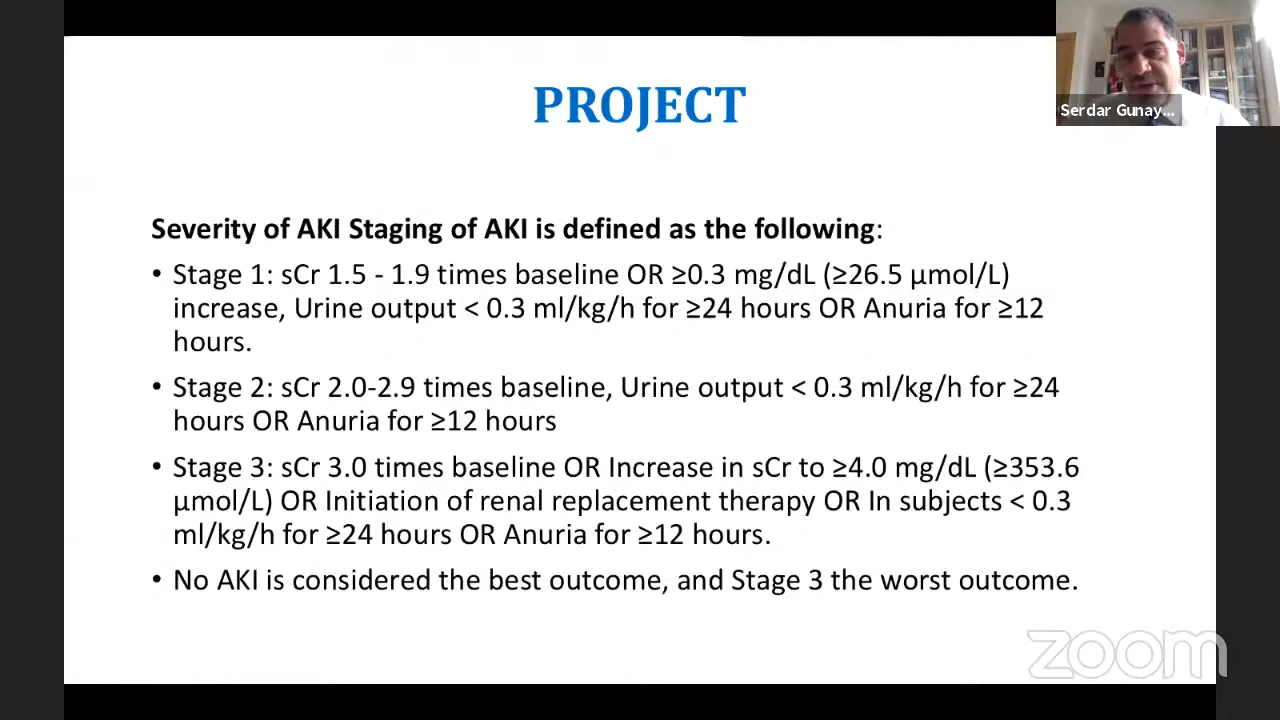 PROJECT
Serdar Gunay...
Severity of AKI Staging of AKI is defined as the following:
• Stage 1: sCr 1.5 - 1.9 times baseline OR ≥0.3 mg/dL (≥26.5 μmol/L)
increase, Urine output < 0.3 ml/kg/h for ≥24 hours OR Anuria for ≥12
hours.
• Stage 2: sCr 2.0-2.9 times baseline, Urine output < 0.3 ml/kg/h for ≥24
hours OR Anuria for ≥12 hours
• Stage 3: sCr 3.0 times baseline OR Increase in sCr to ≥4.0 mg/dL (≥353.6
μmol/L) OR Initiation of renal replacement therapy OR In subjects < 0.3
ml/kg/h for ≥24 hours OR Anuria for ≥12 hours.
• No AKI is considered the best outcome, and Stage 3 the worst outcome.
zoom